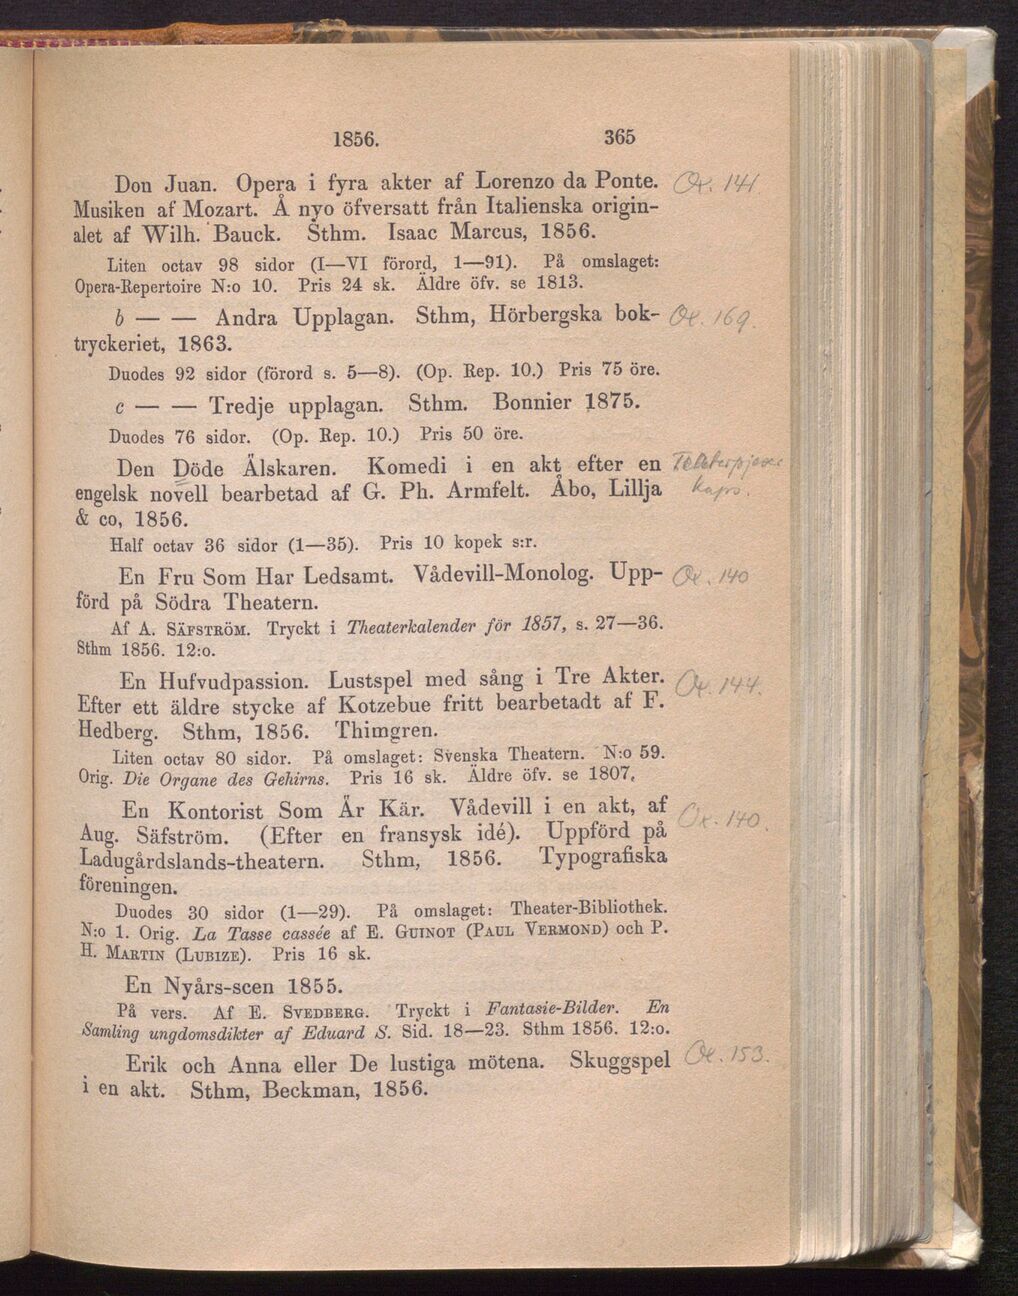 1856. 365
Don Juan. Opera i fyra akter af Lorenzo da Ponte. Ox. 141
Musiken af Mozart. Å nyo öfversatt från Italienska origin-
alet af Wilh. Bauck. Sthm. Isaac Marcus, 1856.
Liten octav 98 sidor (I—VI förord, 1—91). På omslaget:
Opera-Repertoire N:o 10. Pris 24 sk. Äldre öfv. se 1813.
b — — Andra Upplagan. Sthm, Hörbergska bok- Ox. 169.
tryckeriet, 1863.
Duodes 92 sidor (förord s. 5—8). (Op. Rep. 10.) Pris 75 öre.
c — — Tredje upplagan. Sthm. Bonnier 1875.
Duodes 76 sidor. (Op. Rep. 10.) Pris 50 öre.
Den Döde Älskaren. Komedi i en akt efter en
engelsk novell bearbetad af G. Ph. Armfelt. Åbo, Lillja
& co, 1856.
Half octav 36 sidor (1—35). Pris 10 kopek s:r.
En Fru Som Har Ledsamt. Vådevill-Monolog. Upp- Ox. 140
förd på Södra Theatern.
Af A. Säfström. Tryckt i Theaterkalender för 1857, s. 27—36.
Sthm 1856. 12:o.
En Hufvudpassion. Lustspel med sång i Tre Akter. Ox. 144.
Efter ett äldre stycke af Kotzebue fritt bearbetadt af F.
Hedberg. Sthm, 1856. Thimgren.
Liten octav 80 sidor. På omslaget: Svenska Theatern. N:o 59.
Orig. Die Organe des Gehirns. Pris 16 sk. Äldre öfv. se 1807.
En Kontorist Som Är Kär. Vådevill i en akt, af Ox. 140.
Aug. Säfström. (Efter en fransysk idé). Uppförd på
Ladugårdslands-theatern. Sthm, 1856. Typografiska
föreningen.
Duodes 30 sidor (1—29). På omslaget: Theater-Bibliothek.
N:o 1. Orig. La Tasse cassée af E. Guinot (Paul Vermond) och P.
H. Martin (Lubize). Pris 16 sk.
En Nyårs-scen 1855.
På vers. Af E. Svedberg. Tryckt i Fantasie-Bilder. En
Samling ungdomsdikter af Eduard S. Sid. 18—23. Sthm 1856. 12:o.
Erik och Anna eller De lustiga mötena. Skuggspel Ox. 153.
i en akt. Sthm, Beckman, 1856.